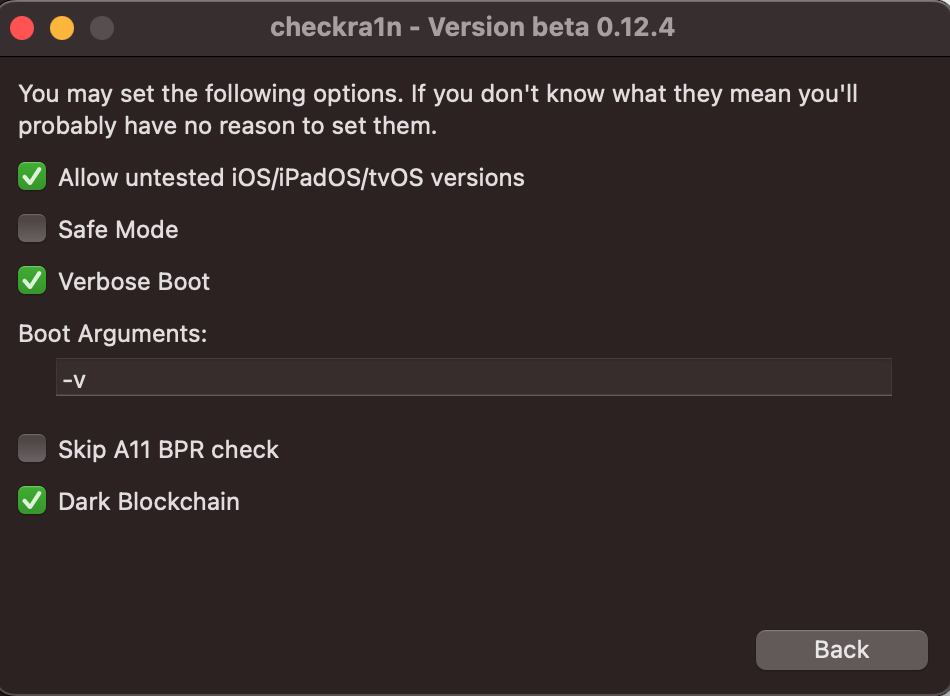 checkra1n - Version beta 0.12.4
You may set the following options. If you don't know what they mean you'll
probably have no reason to set them.
Allow untested iOS/iPadOS/tvOS versions
Safe Mode
Verbose Boot
Boot Arguments:
-v
Skip A11 BPR check
Dark Blockchain
Back